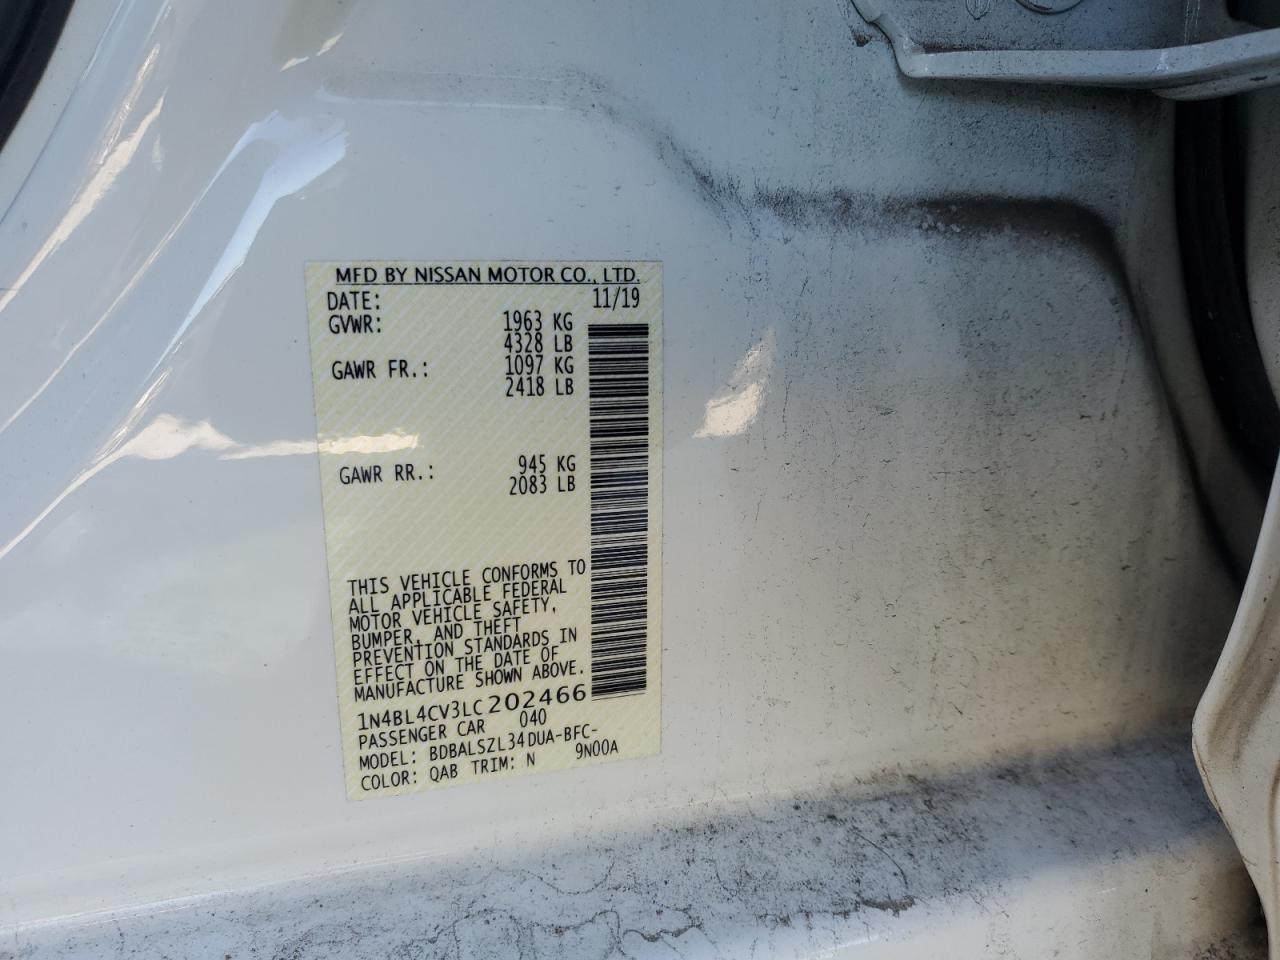 MFD BY NISSAN MOTOR CO., LTD.
DATE: 11/19
GVWR: 1963 KG
4328 LB
GAWR FR.: 1097 KG
2418 LB
GAWR RR.: 945 KG
2083 LB
THIS VEHICLE CONFORMS TO
ALL APPLICABLE FEDERAL
MOTOR VEHICLE SAFETY,
BUMPER, AND THEFT
PREVENTION STANDARDS IN
EFFECT ON THE DATE OF
MANUFACTURE SHOWN ABOVE.
1N4BL4CV3LC202466
PASSENGER CAR 040
MODEL: BDBALSZL34DUA-BFC-
COLOR: QAB TRIM: N 9N00A